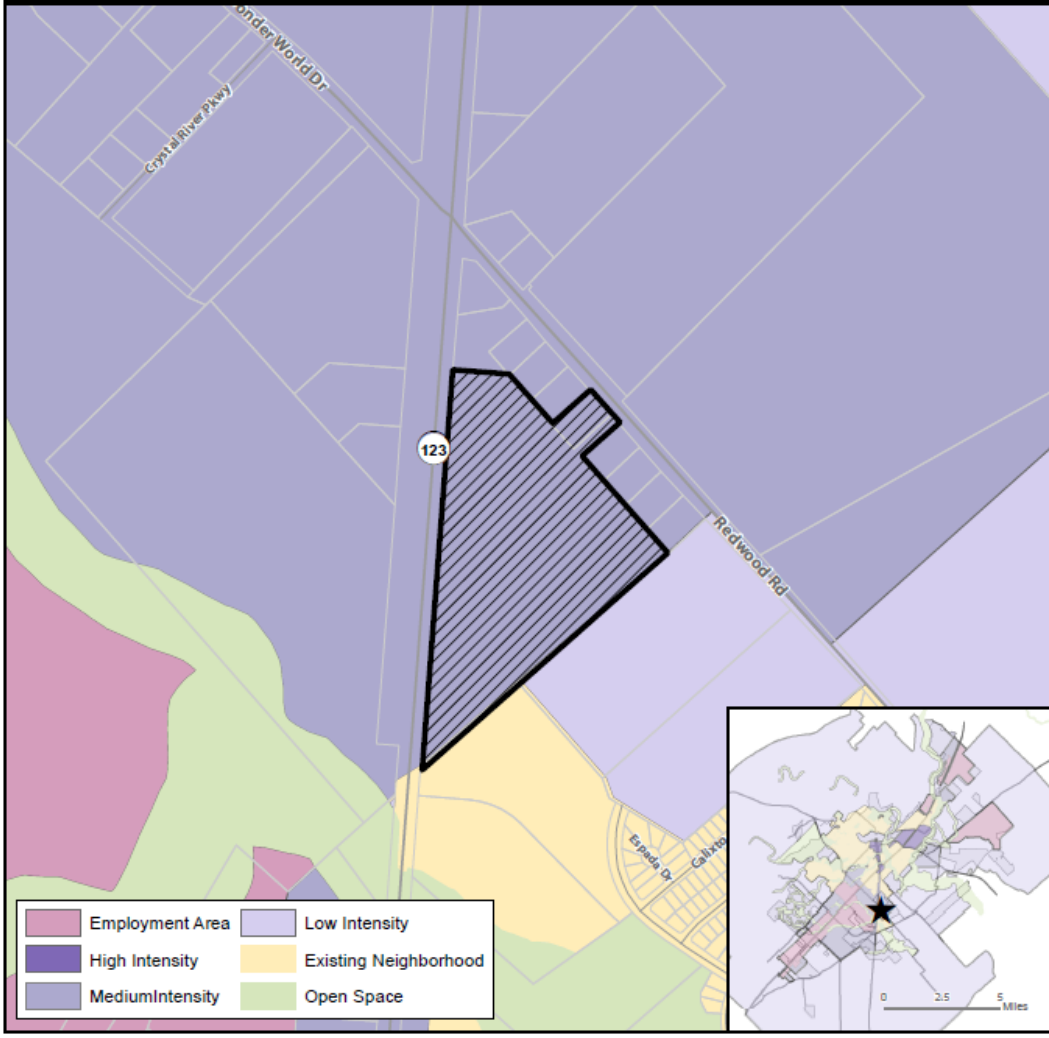 onder World Dr
Crystal River Pkwy
123
Redwood Rd
Espada Dr
Calixto
Employment Area
High Intensity
MediumIntensity
Low Intensity
Existing Neighborhood
Open Space
0 2.5 5
Miles